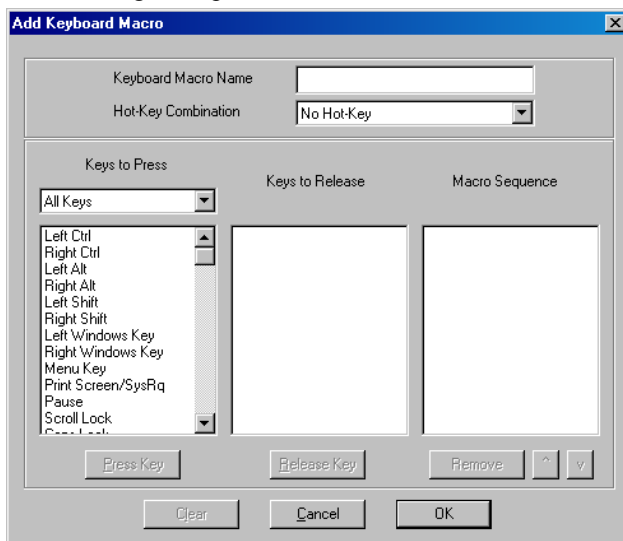 Add Keyboard Macro
Keyboard Macro Name
Hot-Key Combination
No Hot-Key
Keys to Press
Keys to Release
Macro Sequence
All Keys
Left Ctrl
Right Ctrl
Left Alt
Right Alt
Left Shift
Right Shift
Left Windows Key
Right Windows Key
Menu Key
Print Screen/SysRq
Pause
Scroll Lock
Press Key
Release Key
Remove
^
v
Clear
Cancel
OK